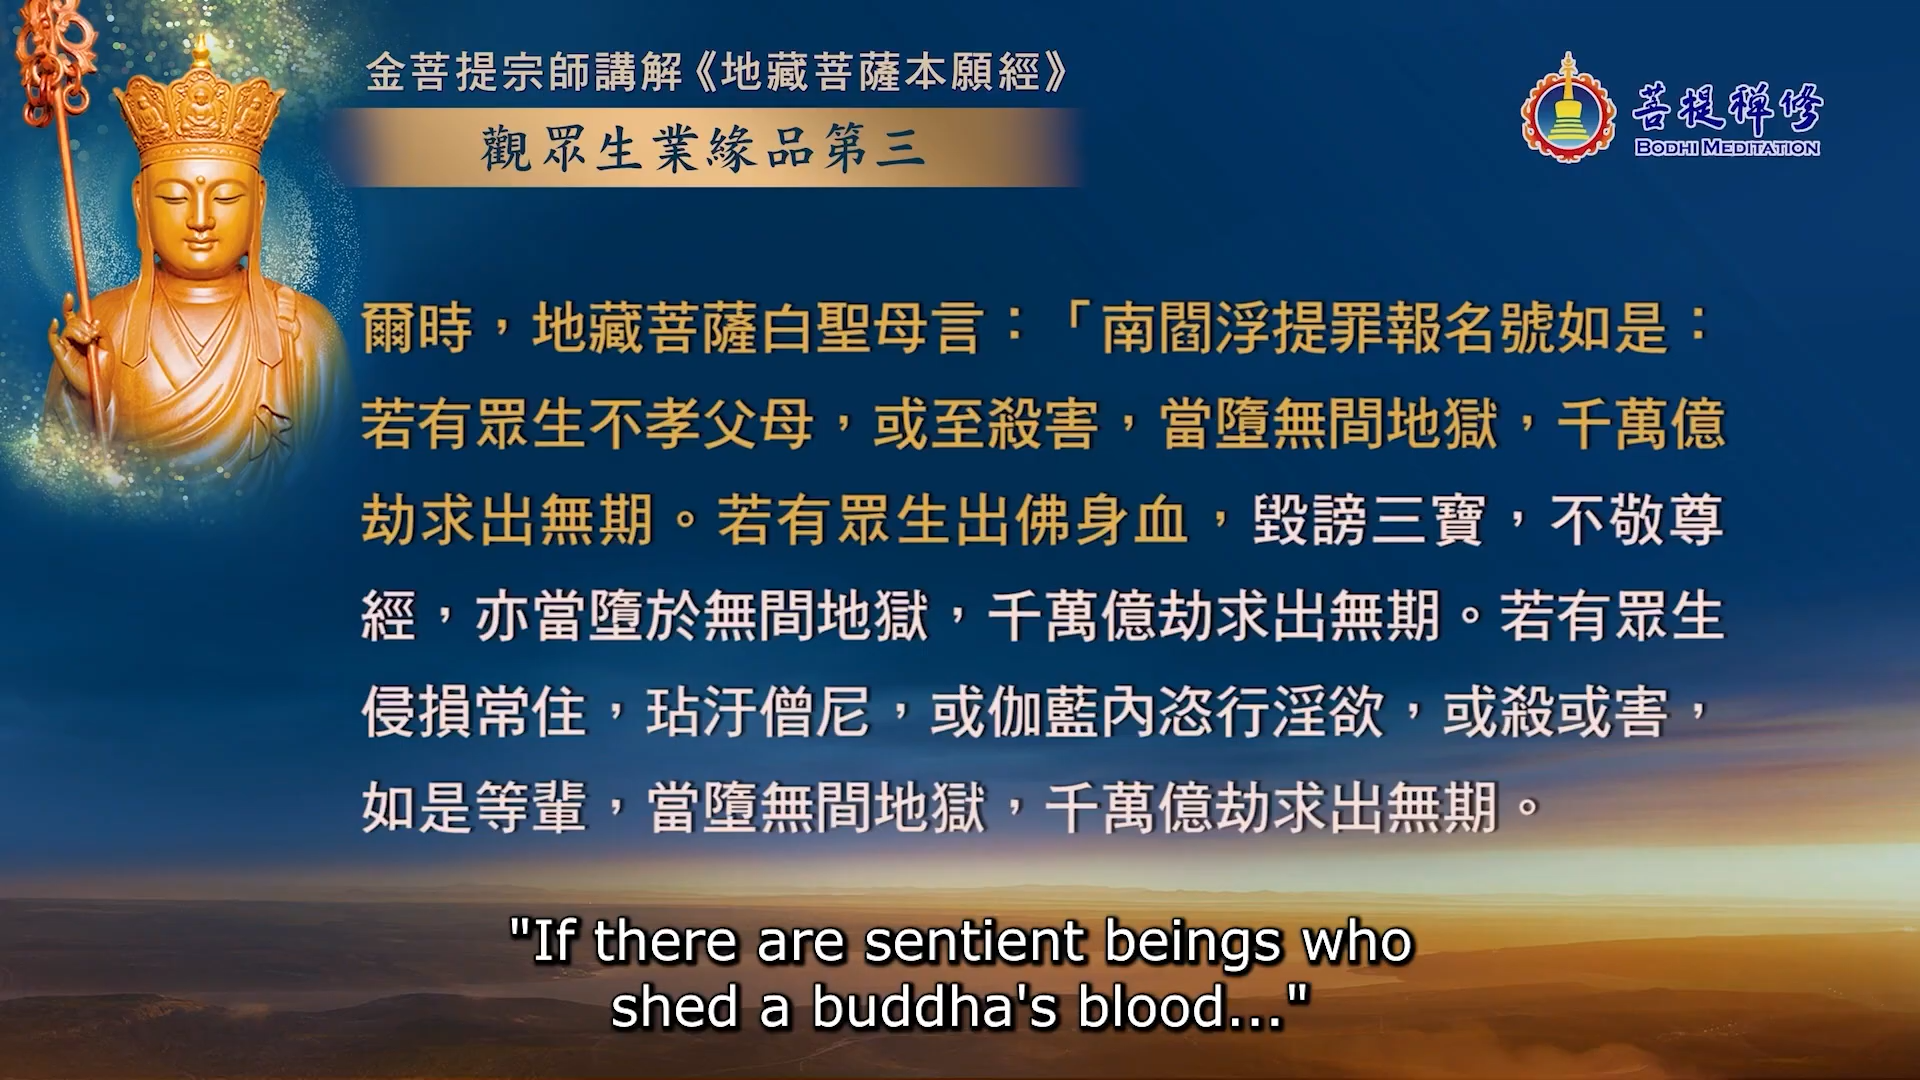 金菩提宗師講解《地藏菩薩本願經》
觀眾生業緣品第三
菩提禪修
BODHI MEDITATION
爾時，地藏菩薩白聖母言：「南閻浮提罪報名號如是：
若有眾生不孝父母，或至殺害，當墮無間地獄，千萬億
劫求出無期。若有眾生出佛身血，毀謗三寶，不敬尊
經，亦當墮於無間地獄，千萬億劫求出無期。若有眾生
侵損常住，玷汙僧尼，或伽藍內恣行淫欲，或殺或害，
如是等輩，當墮無間地獄，千萬億劫求出無期。
"If there are sentient beings who
shed a buddha's blood..."